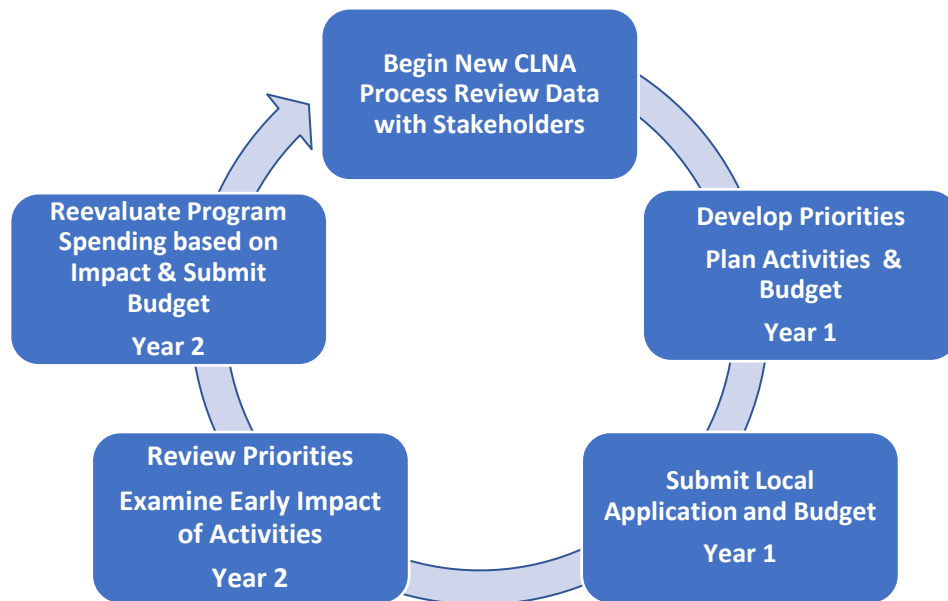 Begin New CLNA
Process Review Data
with Stakeholders
Develop Priorities
Plan Activities & 
Budget
Year 1
Submit Local
Application and Budget
Year 1
Review Priorities
Examine Early Impact
of Activities
Year 2
Reevaluate Program
Spending based on
Impact & Submit
Budget
Year 2